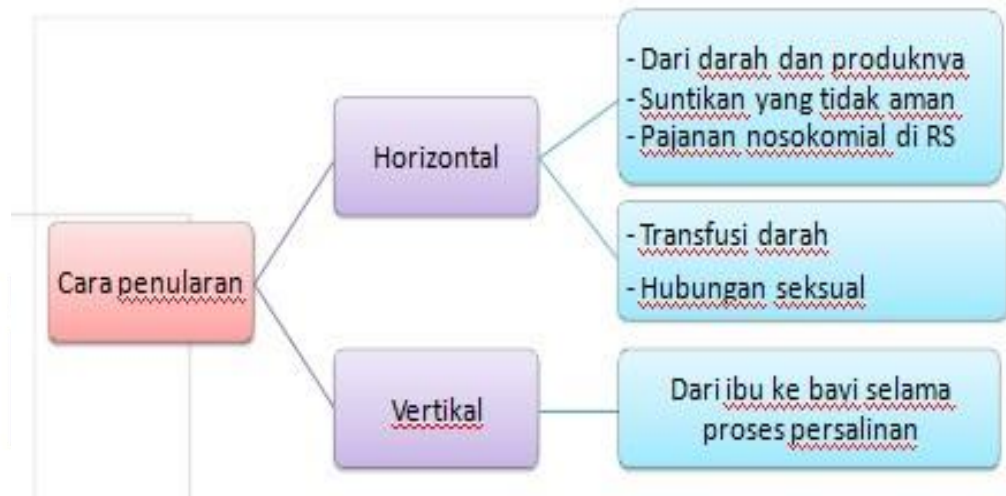 Cara penularan
Horizontal
- Dari darah dan produknya
- Suntikan yang tidak aman
- Pajanan nosokomial di RS
- Transfusi darah
- Hubungan seksual
Vertikal
Dari ibu ke bayi selama
proses persalinan